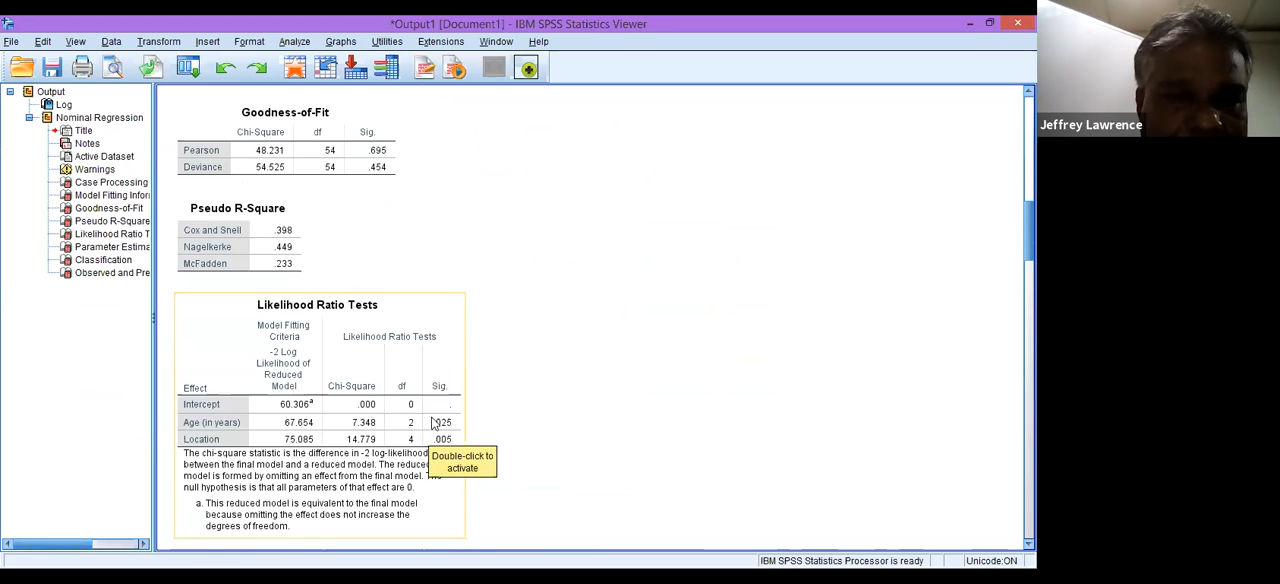 *Output1 [Document1] - IBM SPSS Statistics Viewer
File Edit View Data Transform Insert Format Analyze Graphs Utilities Extensions Window Help
Output
Log
Nominal Regression
Title
Notes
Active Dataset
Warnings
Case Processing
Model Fitting Infor
Goodness-of-Fit
Pseudo R-Square
Likelihood Ratio T
Parameter Estima
Classification
Observed and Pre
Goodness-of-Fit
Chi-Square df Sig.
Pearson 48.231 54 .695
Deviance 54.525 54 .454
Pseudo R-Square
Cox and Snell .398
Nagelkerke .449
McFadden .233
Likelihood Ratio Tests
Model Fitting
Criteria
Likelihood Ratio Tests
-2 Log
Likelihood of
Reduced
Model
Effect Chi-Square df Sig.
Intercept 60.306a .000 0 .
Age (in years) 67.654 7.348 2 .025
Location 75.085 14.779 4 .005
The chi-square statistic is the difference in -2 log-likelihood
between the final model and a reduced model. The reduced
model is formed by omitting an effect from the final model.
null hypothesis is that all parameters of that effect are 0.
a. This reduced model is equivalent to the final model
because omitting the effect does not increase the
degrees of freedom.
Double-click to
activate
IBM SPSS Statistics Processor is ready
Unicode:ON
Jeffrey Lawrence